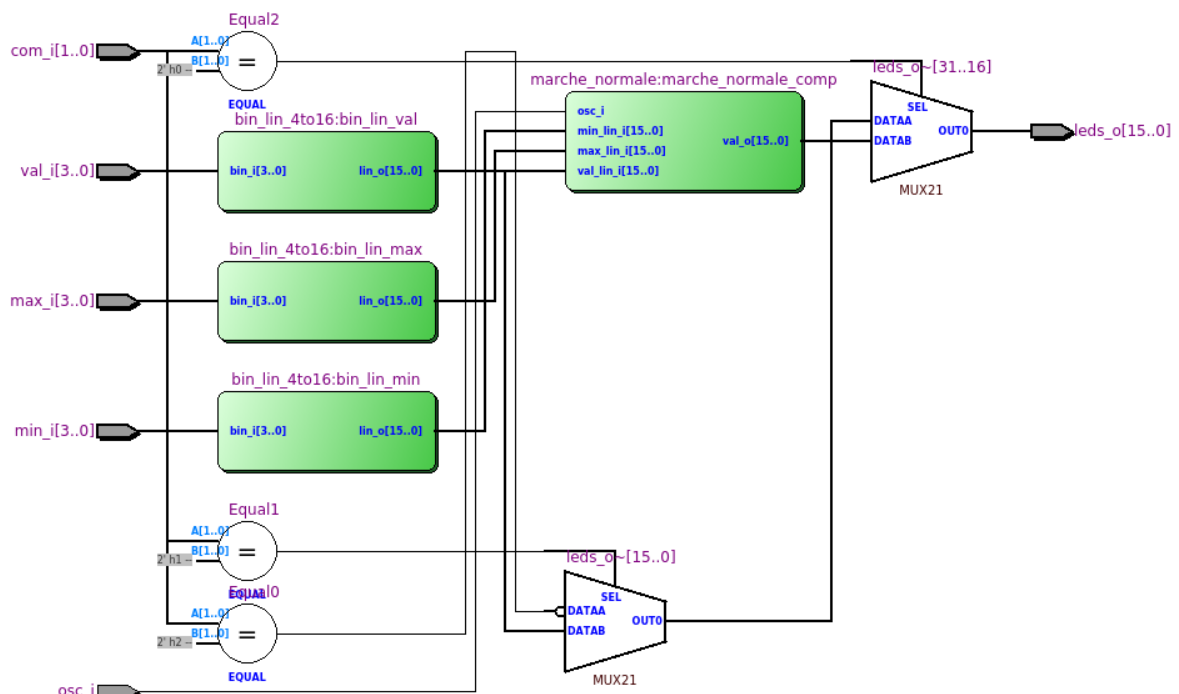 Equal2
com_i[1..0]
A[1..0]
B[1..0]
2' h0
=
EQUAL
leds_o~[31..16]
SEL
DATAA
DATAB
OUT0
MUX21
leds_o[15..0]
marche_normale:marche_normale_comp
osc_i
min_lin_i[15..0]
max_lin_i[15..0]
val_lin_i[15..0]
val_o[15..0]
bin_lin_4to16:bin_lin_val
val_i[3..0]
bin_i[3..0]
lin_o[15..0]
bin_lin_4to16:bin_lin_max
max_i[3..0]
bin_i[3..0]
lin_o[15..0]
bin_lin_4to16:bin_lin_min
min_i[3..0]
bin_i[3..0]
lin_o[15..0]
Equal1
A[1..0]
B[1..0]
2' h1
=
EQUAL
leds_o~[15..0]
SEL
DATAA
DATAB
OUT0
MUX21
Equal0
A[1..0]
B[1..0]
2' h2
=
EQUAL
osc_i